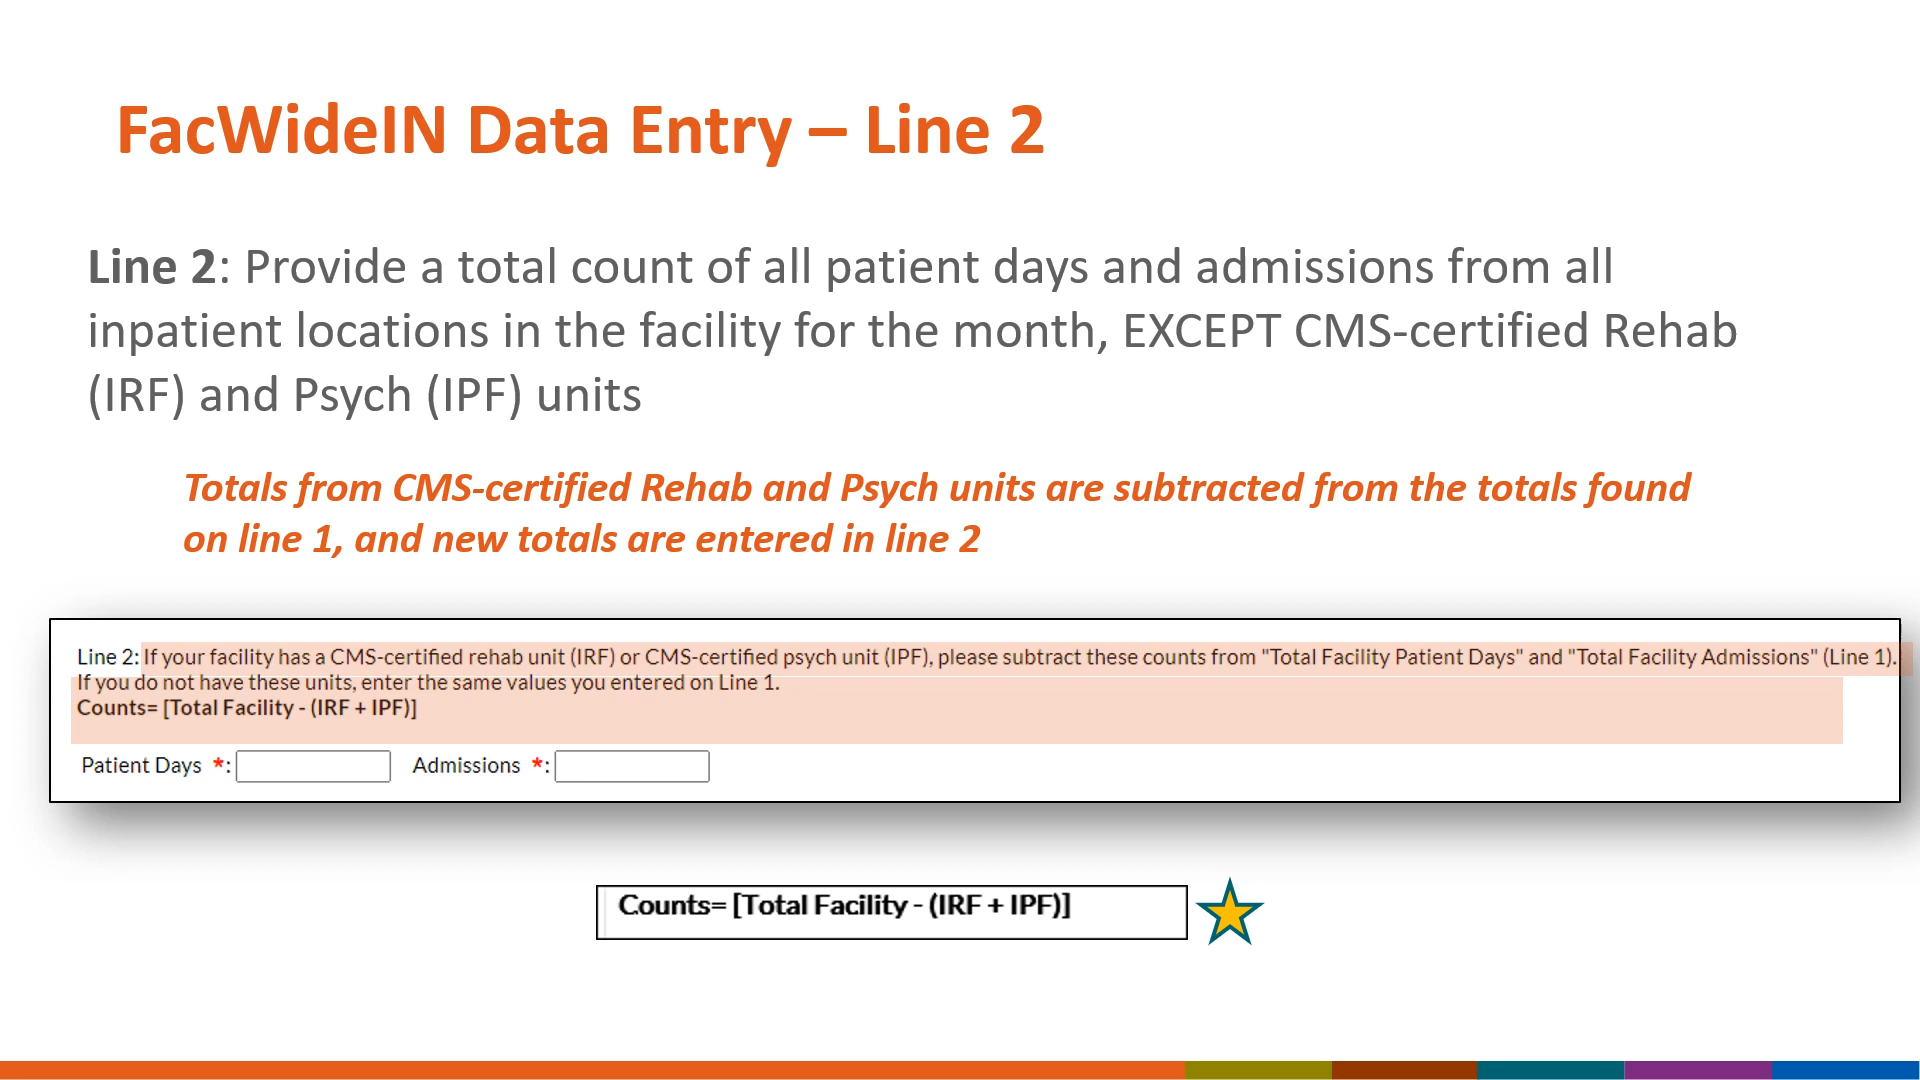 FacWideIN Data Entry – Line 2
Line 2: Provide a total count of all patient days and admissions from all
inpatient locations in the facility for the month, EXCEPT CMS-certified Rehab
(IRF) and Psych (IPF) units
Totals from CMS-certified Rehab and Psych units are subtracted from the totals found
on line 1, and new totals are entered in line 2
Line 2: If your facility has a CMS-certified rehab unit (IRF) or CMS-certified psych unit (IPF), please subtract these counts from "Total Facility Patient Days" and "Total Facility Admissions" (Line 1).
If you do not have these units, enter the same values you entered on Line 1.
Counts= [Total Facility - (IRF + IPF)]
Patient Days *: Admissions *:
Counts= [Total Facility - (IRF + IPF)]